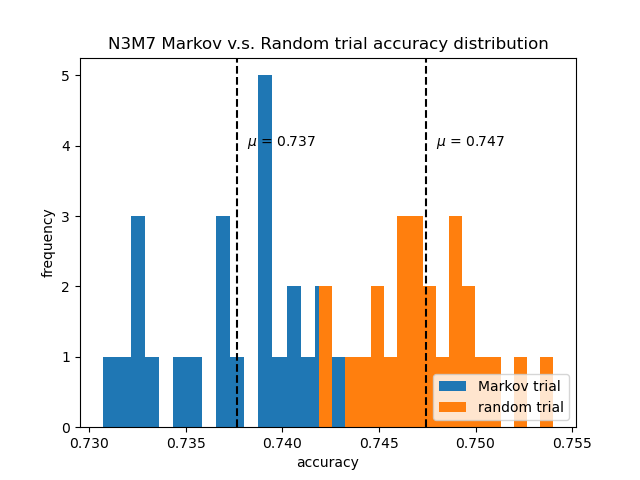 N3M7 Markov v.s. Random trial accuracy distribution
5
4
3
2
1
0
frequency
μ = 0.737
μ = 0.747
Markov trial
random trial
0.730 0.735 0.740 0.745 0.750 0.755
accuracy